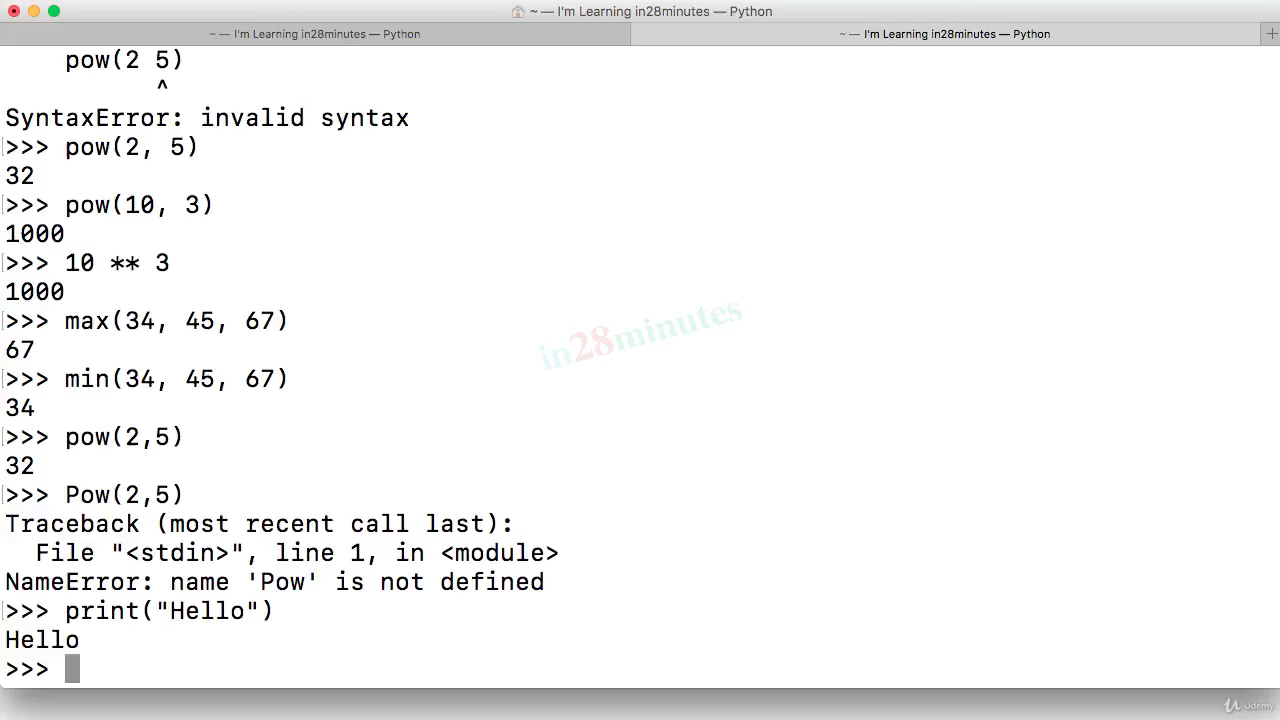 ~ — I'm Learning in28minutes — Python
~ — I'm Learning in28minutes — Python
~ — I'm Learning in28minutes — Python
+
pow(2 5)
^
SyntaxError: invalid syntax
>>> pow(2, 5)
32
>>> pow(10, 3)
1000
>>> 10 ** 3
1000
>>> max(34, 45, 67)
67
>>> min(34, 45, 67)
34
>>> pow(2,5)
32
>>> Pow(2,5)
Traceback (most recent call last):
  File "<stdin>", line 1, in <module>
NameError: name 'Pow' is not defined
>>> print("Hello")
Hello
>>>
in28minutes
Udemy